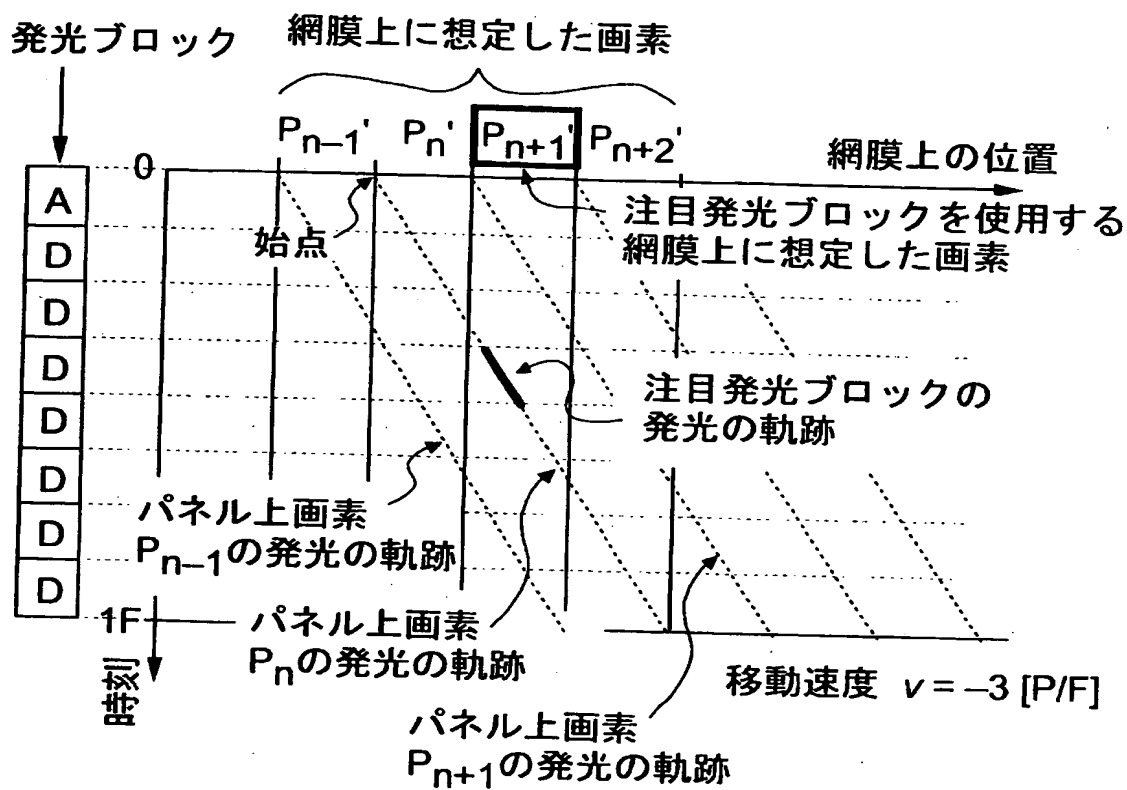 発光ブロック
網膜上に想定した画素
Pn−1' Pn' Pn+1' Pn+2'
0
網膜上の位置
A
D
D
D
D
D
D
D
始点
注目発光ブロックを使用する
網膜上に想定した画素
注目発光ブロックの
発光の軌跡
パネル上画素
Pn−1の発光の軌跡
1F
時刻
パネル上画素
Pnの発光の軌跡
移動速度 v = −3 [P/F]
パネル上画素
Pn+1の発光の軌跡